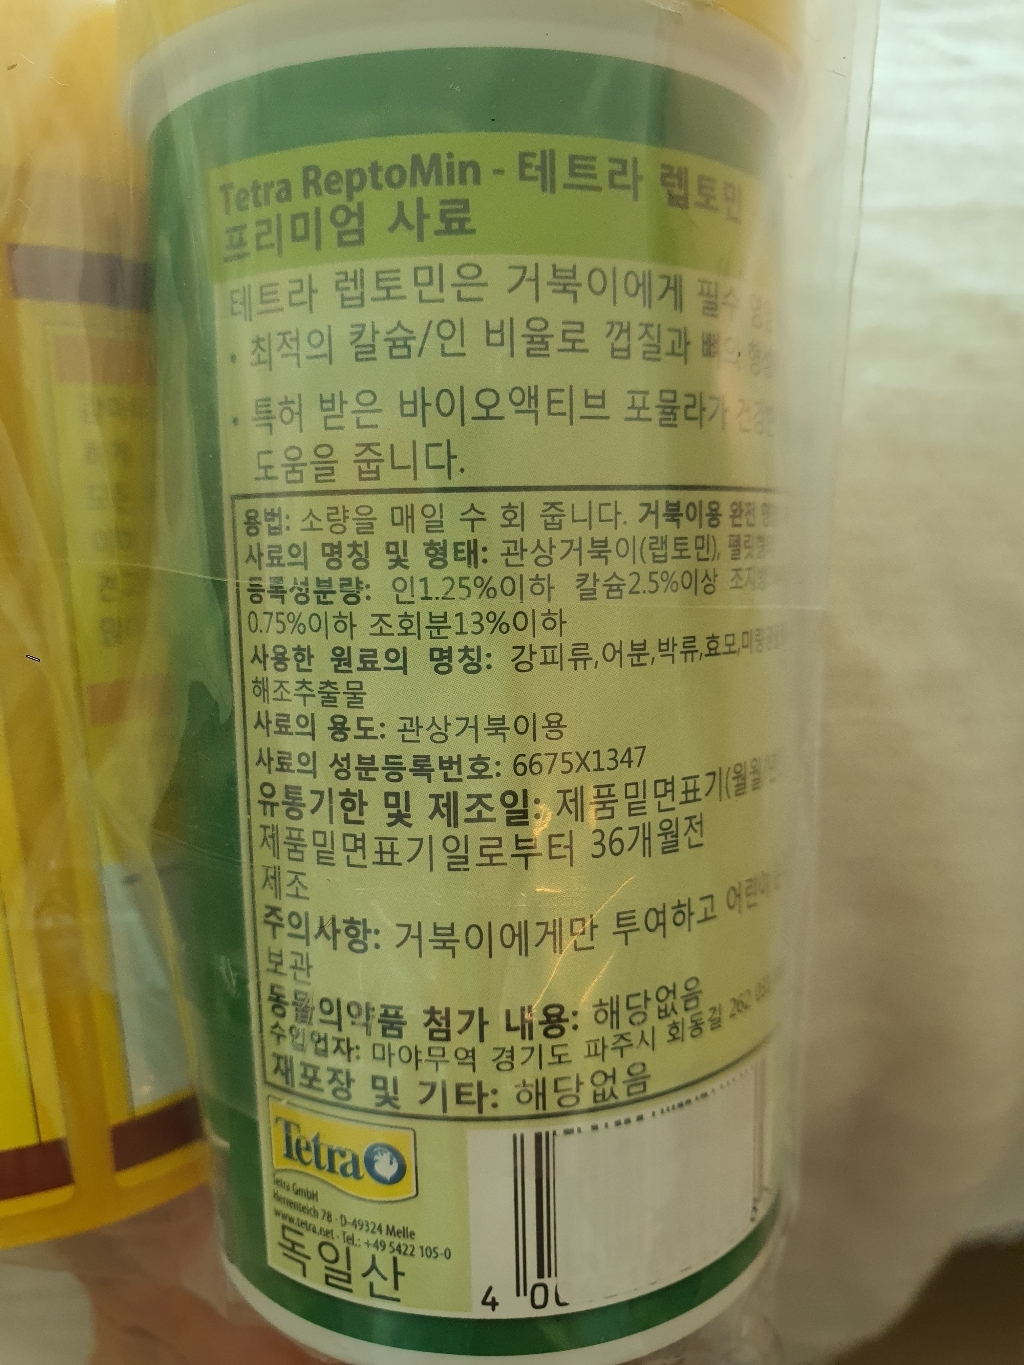 Tetra ReptoMin - 테트라 렙토민
프리미엄 사료
테트라 렙토민은 거북이에게 필수
• 최적의 칼슘/인 비율로 껍질과 뼈의
• 특허 받은 바이오액티브 포뮬라가
도움을 줍니다.
용법: 소량을 매일 수 회 줍니다. 거북이용 완전
사료의 명칭 및 형태: 관상거북이(랩토민),
등록성분량: 인1.25%이하 칼슘2.5%이상
0.75%이하 조회분13%이하
사용한 원료의 명칭: 강피류,어분,박류,효모,
해조추출물
사료의 용도: 관상거북이용
사료의 성분등록번호: 6675X1347
유통기한 및 제조일: 제품밑면표기(월월/
제품밑면표기일로부터 36개월전
제조
주의사항: 거북이에게만 투여하고
보관
동물의약품 첨가 내용: 해당없음
수입업자: 마야무역 경기도 파주시 회동길 262
재포장 및 기타: 해당없음
Tetra
Tetra GmbH
Herrenteich 78 · D-49324 Melle
www.tetra.net · Tel.: +49 5422 105-0
독일산
4